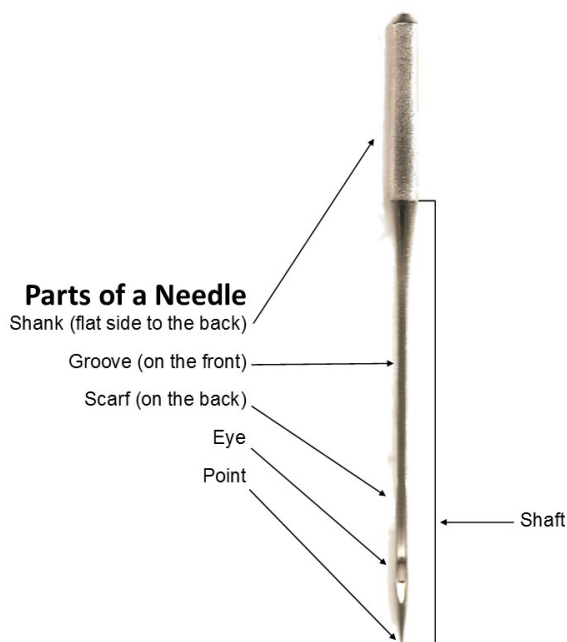 Parts of a Needle
Shank (flat side to the back)
Groove (on the front)
Scarf (on the back)
Eye
Point
Shaft